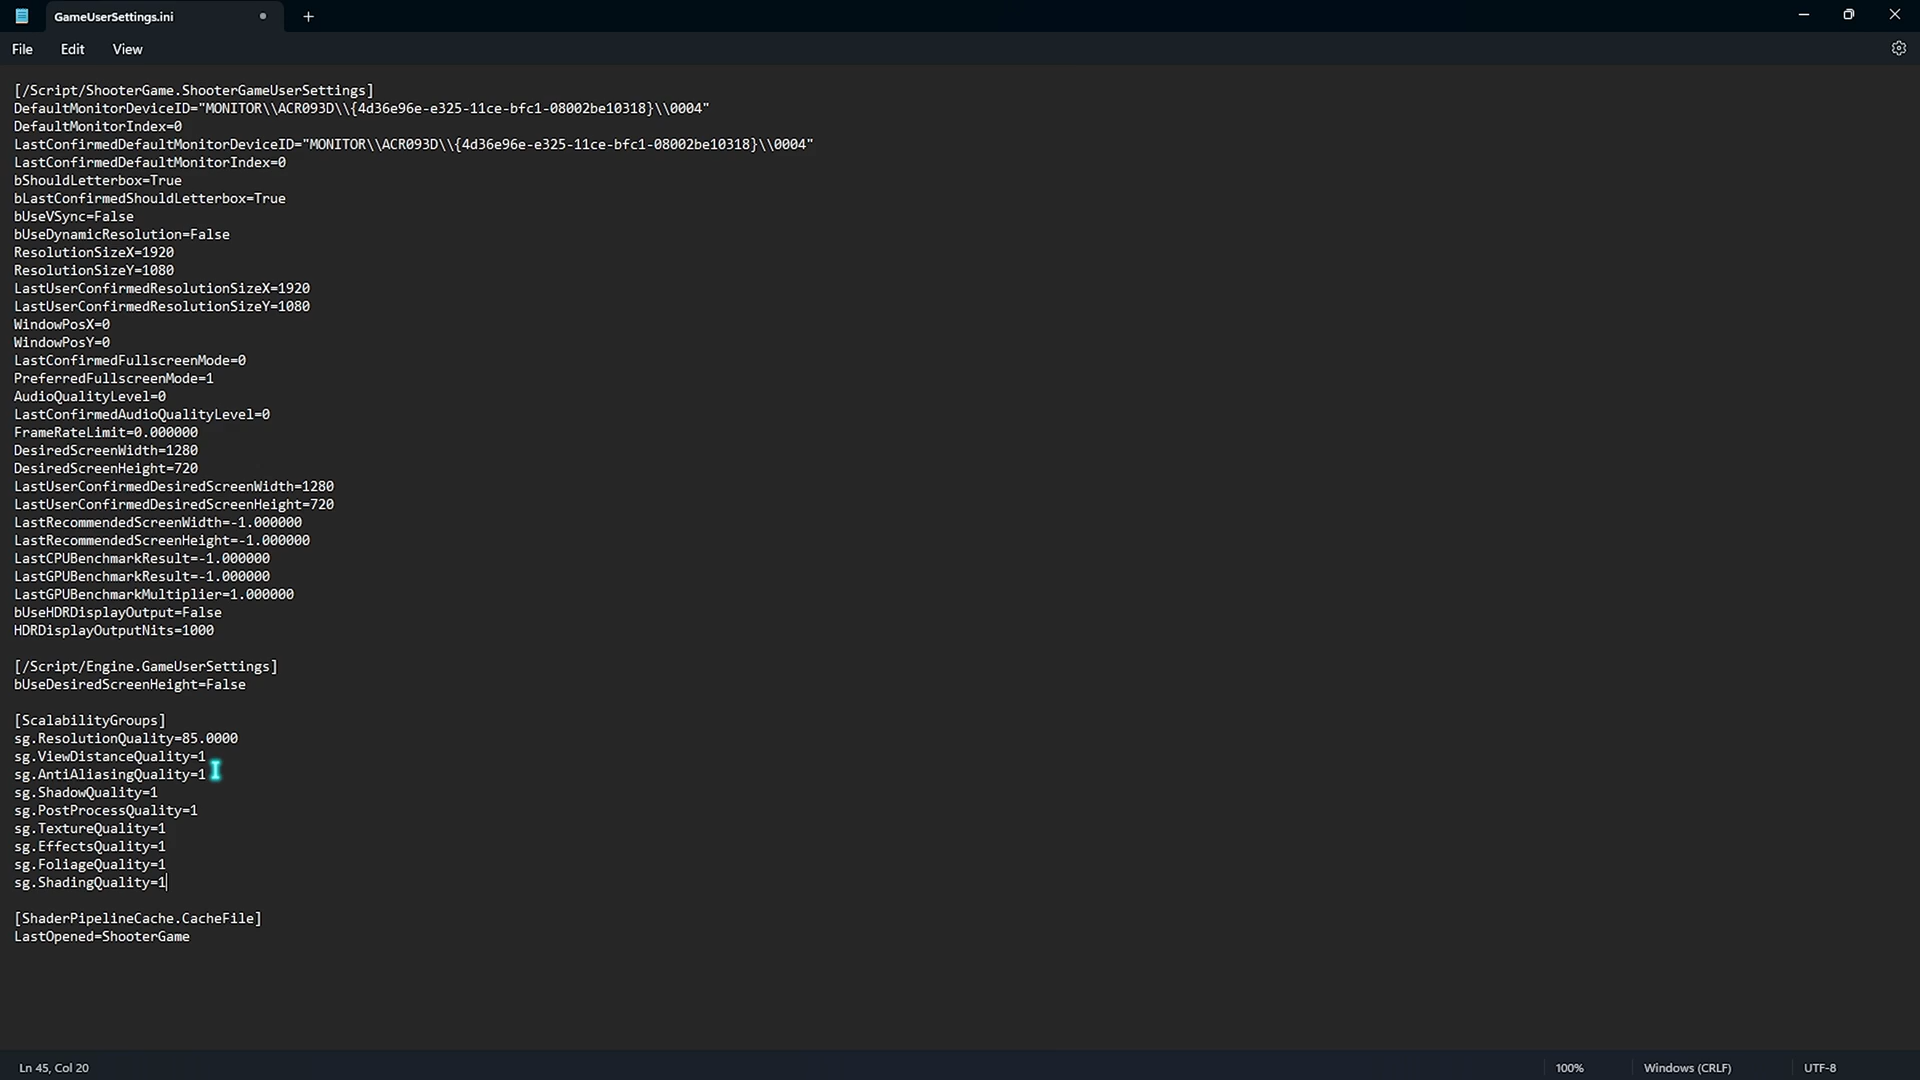 GameUserSettings.ini
File Edit View
[/Script/ShooterGame.ShooterGameUserSettings]
DefaultMonitorDeviceID="MONITOR\\ACR093D\\{4d36e96e-e325-11ce-bfc1-08002be10318}\\0004"
DefaultMonitorIndex=0
LastConfirmedDefaultMonitorDeviceID="MONITOR\\ACR093D\\{4d36e96e-e325-11ce-bfc1-08002be10318}\\0004"
LastConfirmedDefaultMonitorIndex=0
bShouldLetterbox=True
bLastConfirmedShouldLetterbox=True
bUseVSync=False
bUseDynamicResolution=False
ResolutionSizeX=1920
ResolutionSizeY=1080
LastUserConfirmedResolutionSizeX=1920
LastUserConfirmedResolutionSizeY=1080
WindowPosX=0
WindowPosY=0
LastConfirmedFullscreenMode=0
PreferredFullscreenMode=1
AudioQualityLevel=0
LastConfirmedAudioQualityLevel=0
FrameRateLimit=0.000000
DesiredScreenWidth=1280
DesiredScreenHeight=720
LastUserConfirmedDesiredScreenWidth=1280
LastUserConfirmedDesiredScreenHeight=720
LastRecommendedScreenWidth=-1.000000
LastRecommendedScreenHeight=-1.000000
LastCPUBenchmarkResult=-1.000000
LastGPUBenchmarkResult=-1.000000
LastGPUBenchmarkMultiplier=1.000000
bUseHDRDisplayOutput=False
HDRDisplayOutputNits=1000
[/Script/Engine.GameUserSettings]
bUseDesiredScreenHeight=False
[ScalabilityGroups]
sg.ResolutionQuality=85.0000
sg.ViewDistanceQuality=1
sg.AntiAliasingQuality=1
sg.ShadowQuality=1
sg.PostProcessQuality=1
sg.TextureQuality=1
sg.EffectsQuality=1
sg.FoliageQuality=1
sg.ShadingQuality=1
[ShaderPipelineCache.CacheFile]
LastOpened=ShooterGame
Ln 45, Col 20 100% Windows (CRLF) UTF-8